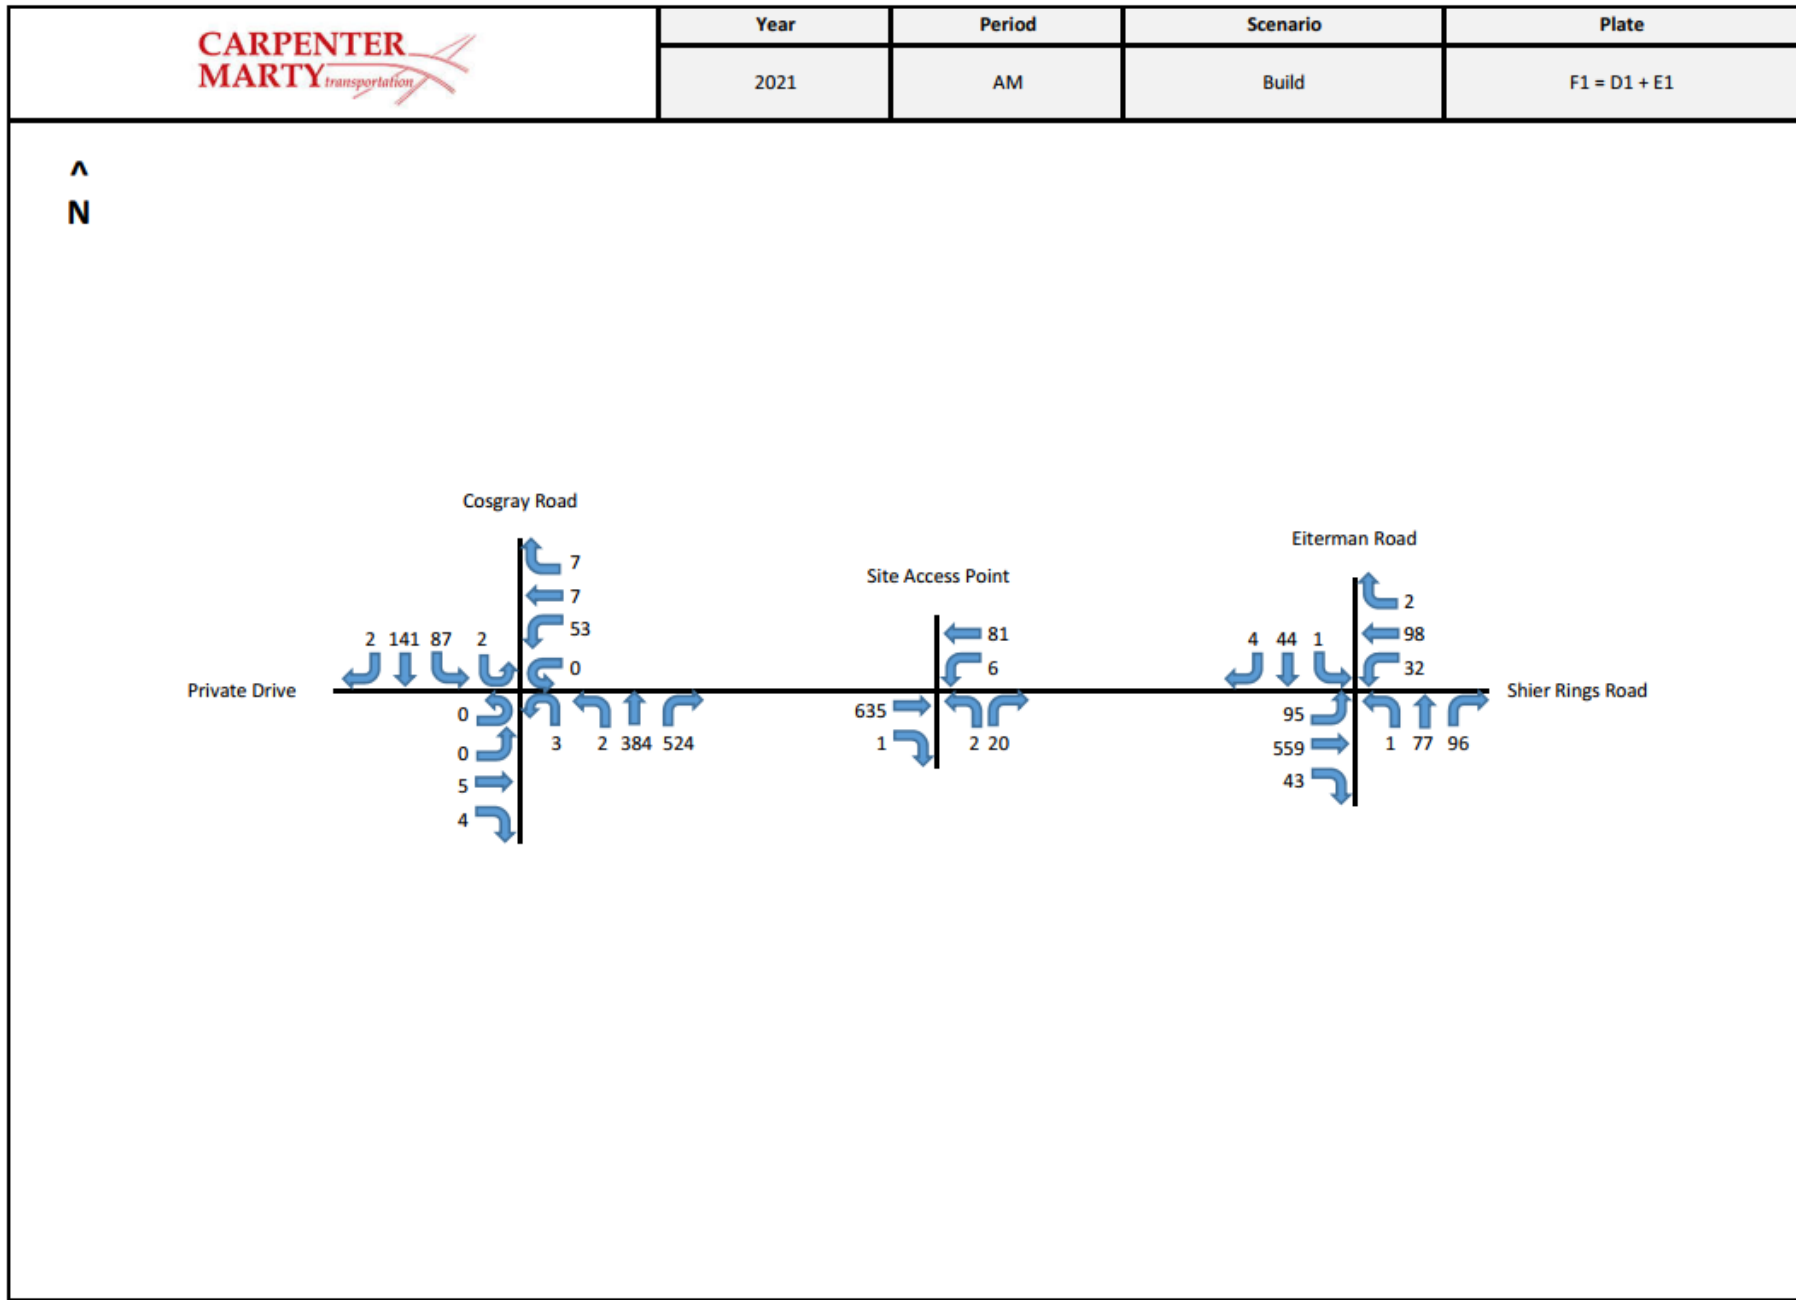 CARPENTER
MARTY transportation
Year Period Scenario Plate
2021 AM Build F1 = D1 + E1
^
N
Cosgray Road
Eiterman Road
Site Access Point
7
7
53
0
2 141 87 2
Private Drive
0
0
5
4
3 2 384 524
81
6
635
1
2 20
2
98
32
4 44 1
Shier Rings Road
95
559
43
1 77 96